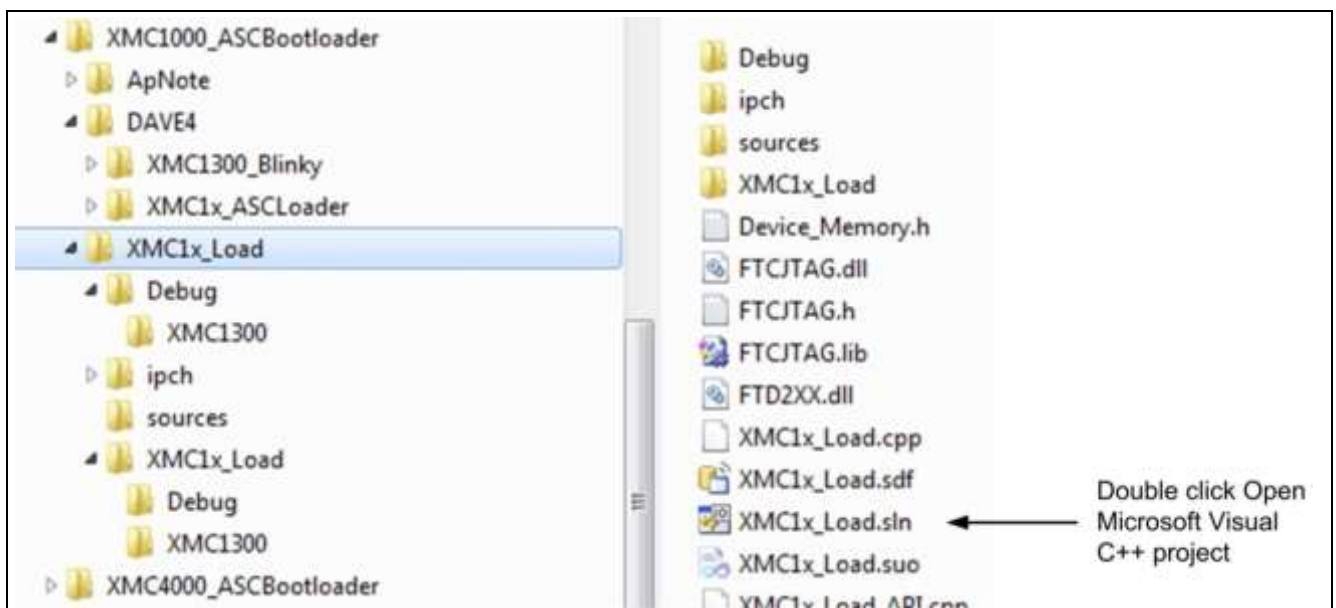 XMC1000_ASCBootloader
ApNote
DAVE4
XMC1300_Blinky
XMC1x_ASCLoader
XMC1x_Load
Debug
XMC1300
ipch
sources
XMC1x_Load
Debug
XMC1300
XMC4000_ASCBootloader
Debug
ipch
sources
XMC1x_Load
Device_Memory.h
FTCJTAG.dll
FTCJTAG.h
FTCJTAG.lib
FTD2XX.dll
XMC1x_Load.cpp
XMC1x_Load.sdf
XMC1x_Load.sln
XMC1x_Load.suo
XMC1x_Load_API.cpp
Double click Open
Microsoft Visual
C++ project